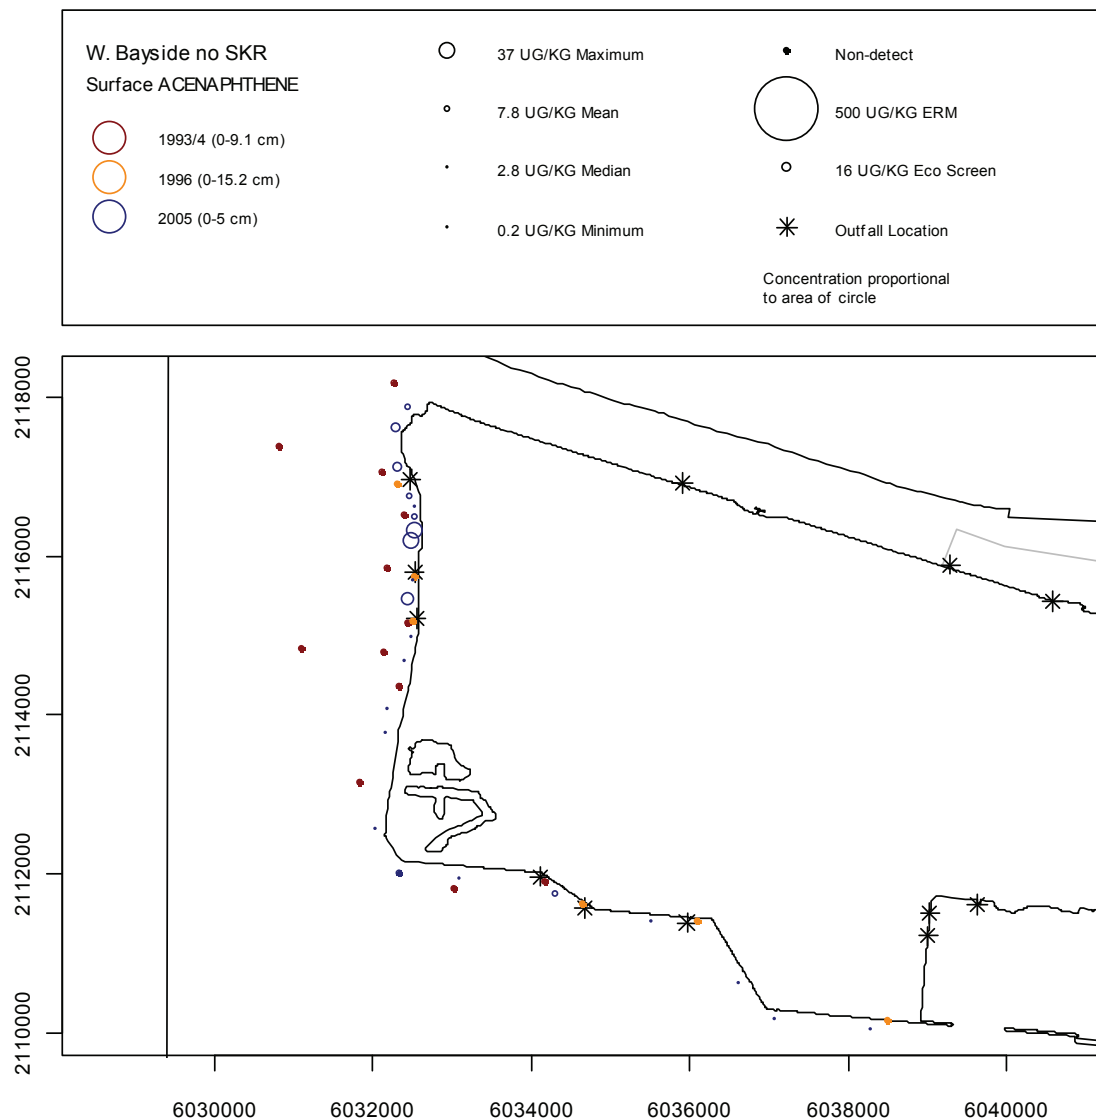 W. Bayside no SKR
Surface ACENAPHTHENE
1993/4 (0-9.1 cm)
1996 (0-15.2 cm)
2005 (0-5 cm)
37 UG/KG Maximum
7.8 UG/KG Mean
2.8 UG/KG Median
0.2 UG/KG Minimum
Non-detect
500 UG/KG ERM
16 UG/KG Eco Screen
Outfall Location
Concentration proportional
to area of circle
2118000
2116000
2114000
2112000
2110000
6030000
6032000
6034000
6036000
6038000
6040000